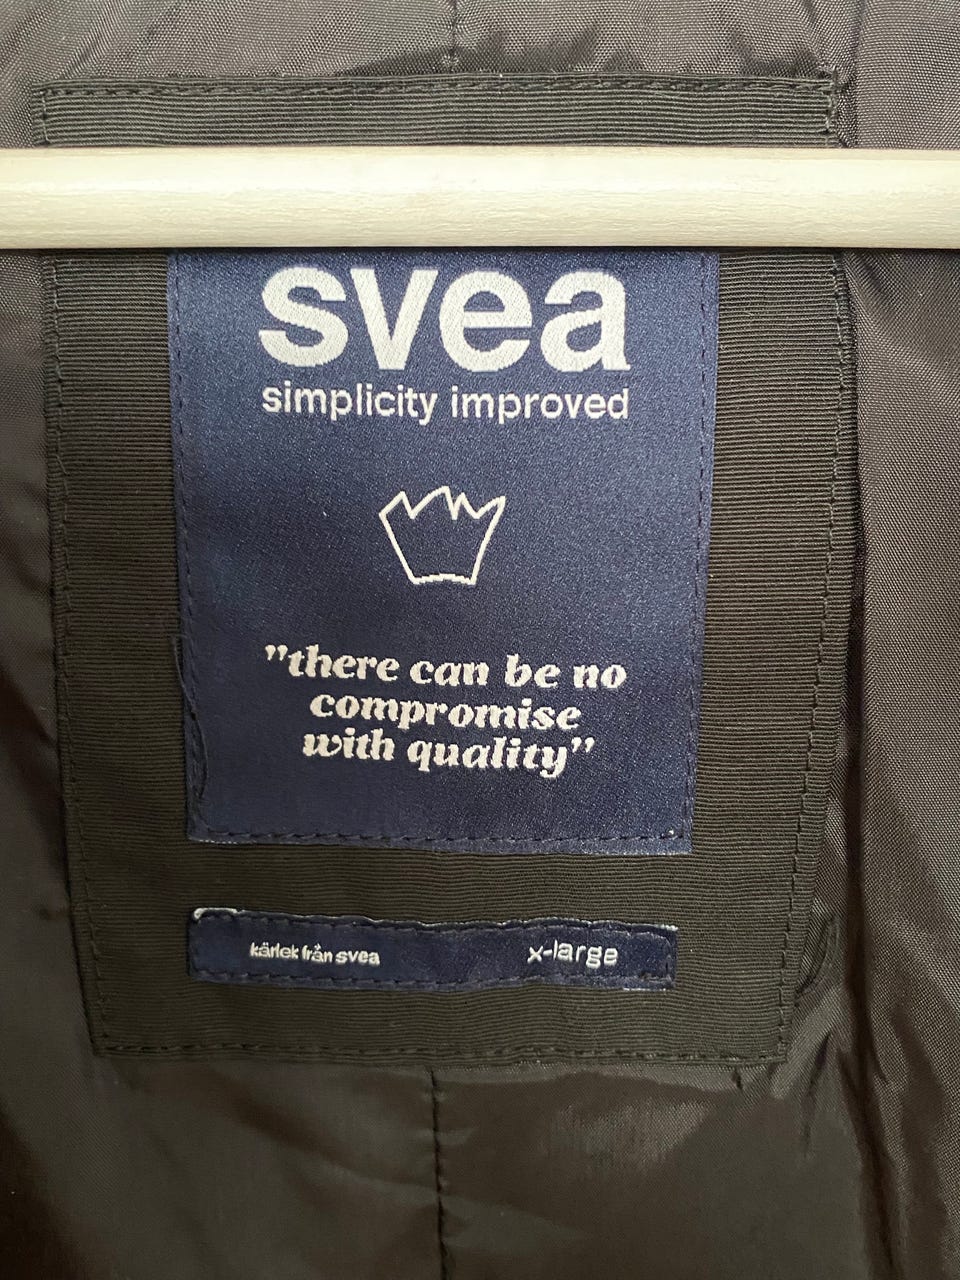 svea
simplicity improved
"there can be no
compromise
with quality"
kärlek från svea
x-large